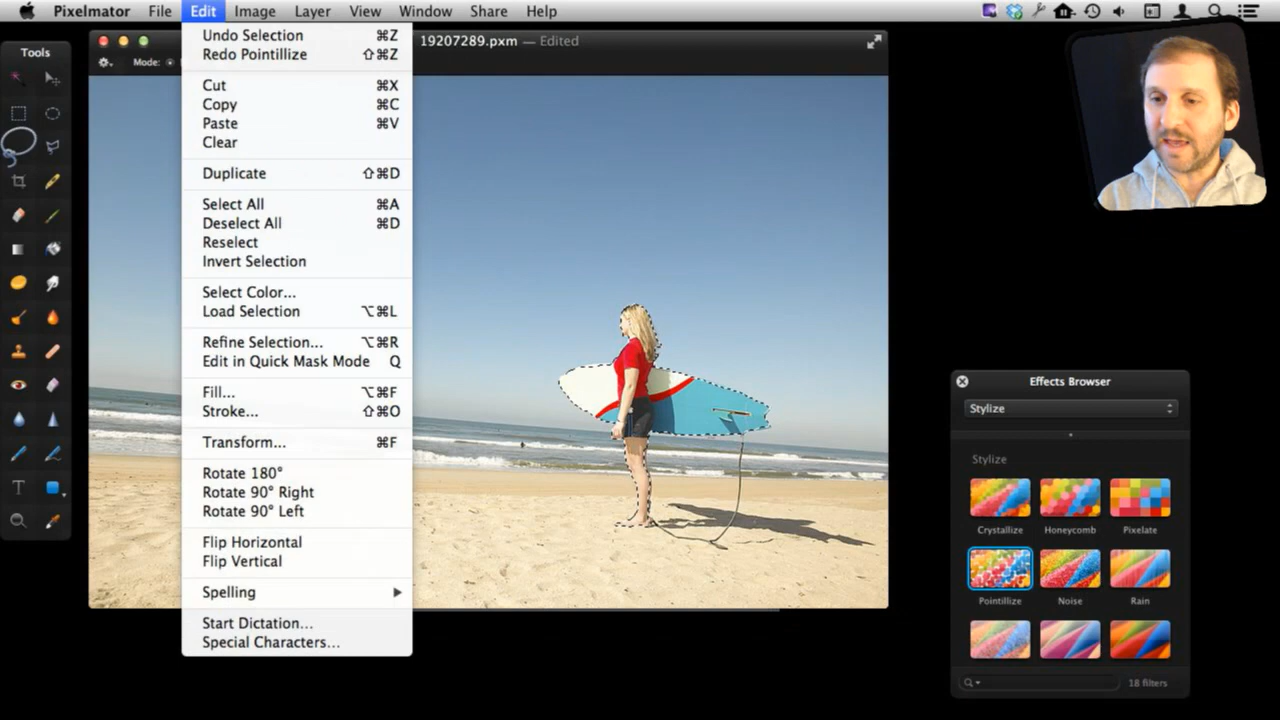 Pixelmator File Edit Image Layer View Window Share Help
Tools
19207289.pxm — Edited
Mode:
Undo Selection ⌘Z
Redo Pointillize ⇧⌘Z
Cut ⌘X
Copy ⌘C
Paste ⌘V
Clear
Duplicate ⇧⌘D
Select All ⌘A
Deselect All ⌘D
Reselect
Invert Selection
Select Color...
Load Selection ⌥⌘L
Refine Selection... ⌥⌘R
Edit in Quick Mask Mode Q
Fill... ⌥⌘F
Stroke... ⇧⌘O
Transform... ⌘F
Rotate 180°
Rotate 90° Right
Rotate 90° Left
Flip Horizontal
Flip Vertical
Spelling
Start Dictation...
Special Characters...
T
Effects Browser
Stylize
Stylize
Crystallize Honeycomb Pixelate
Pointillize Noise Rain
18 filters